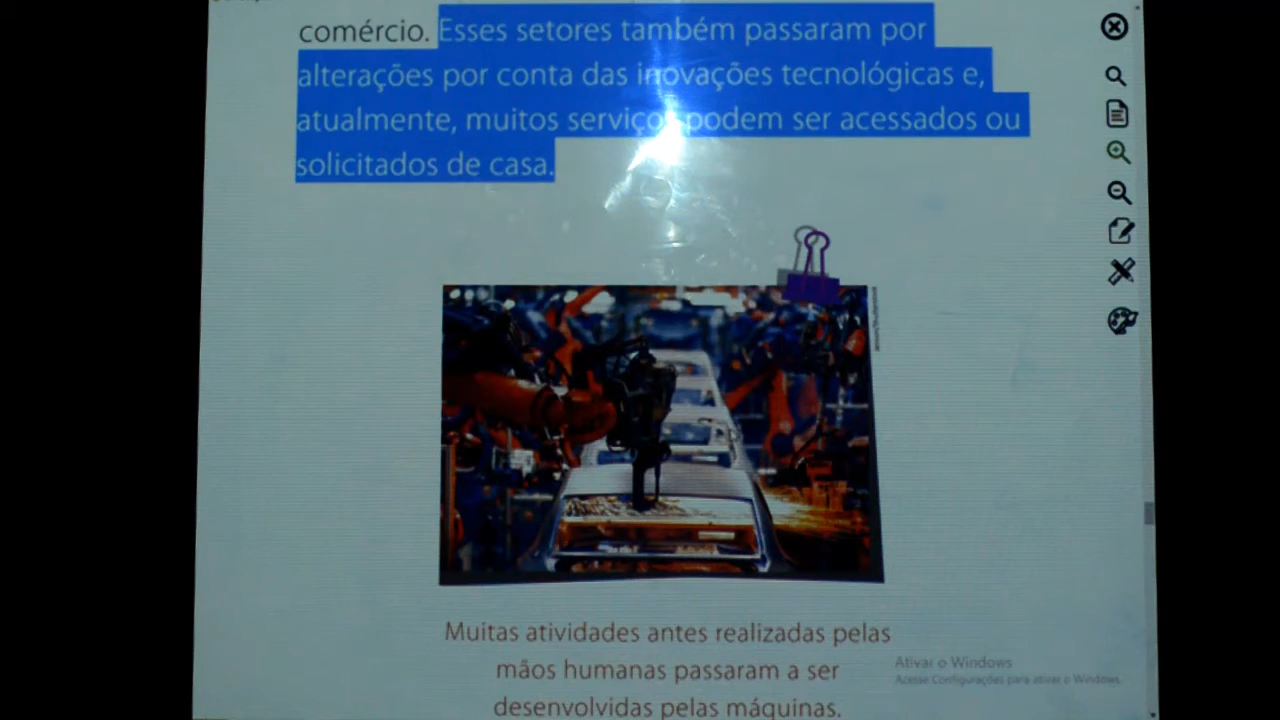 comércio. Esses setores também passaram por
alterações por conta das inovações tecnológicas e,
atualmente, muitos serviços podem ser acessados ou
solicitados de casa.
Muitas atividades antes realizadas pelas
mãos humanas passaram a ser
desenvolvidas pelas máquinas.
Ativar o Windows
Acesse Configurações para ativar o Windows.